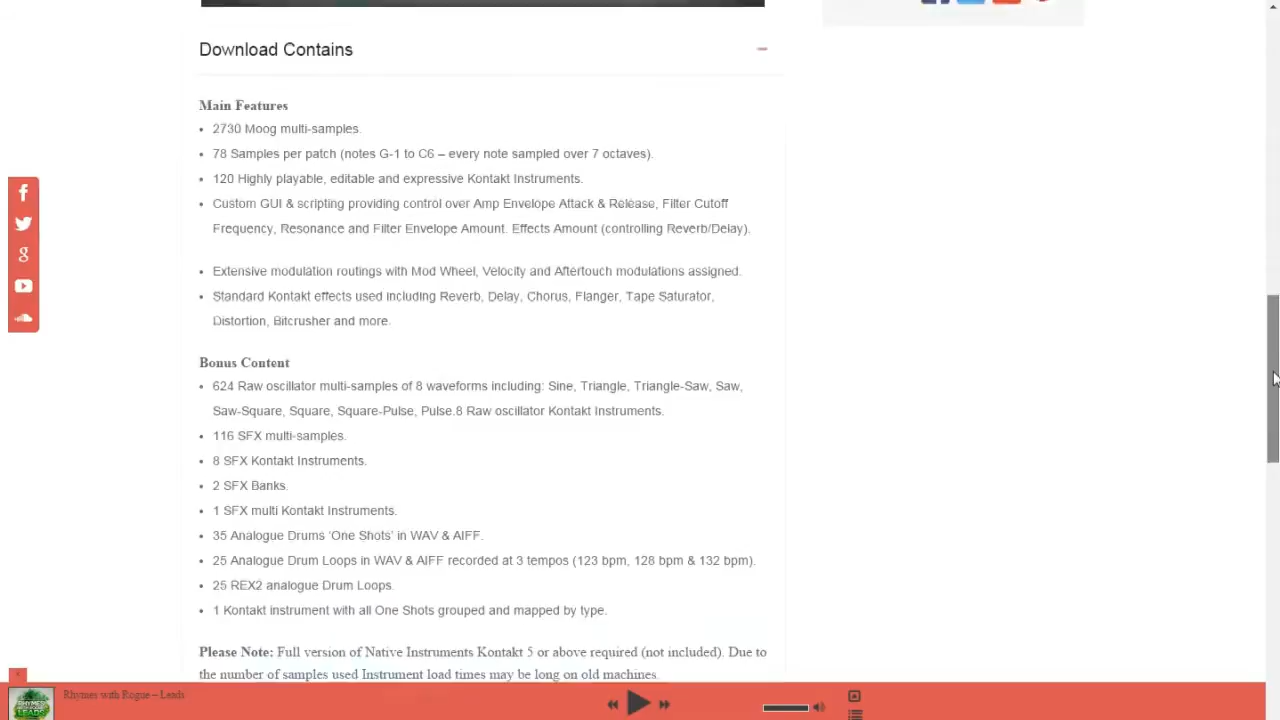 Download Contains
Main Features
• 2730 Moog multi-samples.
• 78 Samples per patch (notes G-1 to C6 – every note sampled over 7 octaves).
• 120 Highly playable, editable and expressive Kontakt Instruments.
• Custom GUI & scripting providing control over Amp Envelope Attack & Release, Filter Cutoff
Frequency, Resonance and Filter Envelope Amount. Effects Amount (controlling Reverb/Delay).
• Extensive modulation routings with Mod Wheel, Velocity and Aftertouch modulations assigned.
• Standard Kontakt effects used including Reverb, Delay, Chorus, Flanger, Tape Saturator,
Distortion, Bitcrusher and more.
Bonus Content
• 624 Raw oscillator multi-samples of 8 waveforms including: Sine, Triangle, Triangle-Saw, Saw,
Saw-Square, Square, Square-Pulse, Pulse.8 Raw oscillator Kontakt Instruments.
• 116 SFX multi-samples.
• 8 SFX Kontakt Instruments.
• 2 SFX Banks.
• 1 SFX multi Kontakt Instruments.
• 35 Analogue Drums ‘One Shots’ in WAV & AIFF.
• 25 Analogue Drum Loops in WAV & AIFF recorded at 3 tempos (123 bpm, 128 bpm & 132 bpm).
• 25 REX2 analogue Drum Loops.
• 1 Kontakt instrument with all One Shots grouped and mapped by type.
Please Note: Full version of Native Instruments Kontakt 5 or above required (not included). Due to
the number of samples used Instrument load times may be long on old machines.
Rhymes with Rogue – Leads